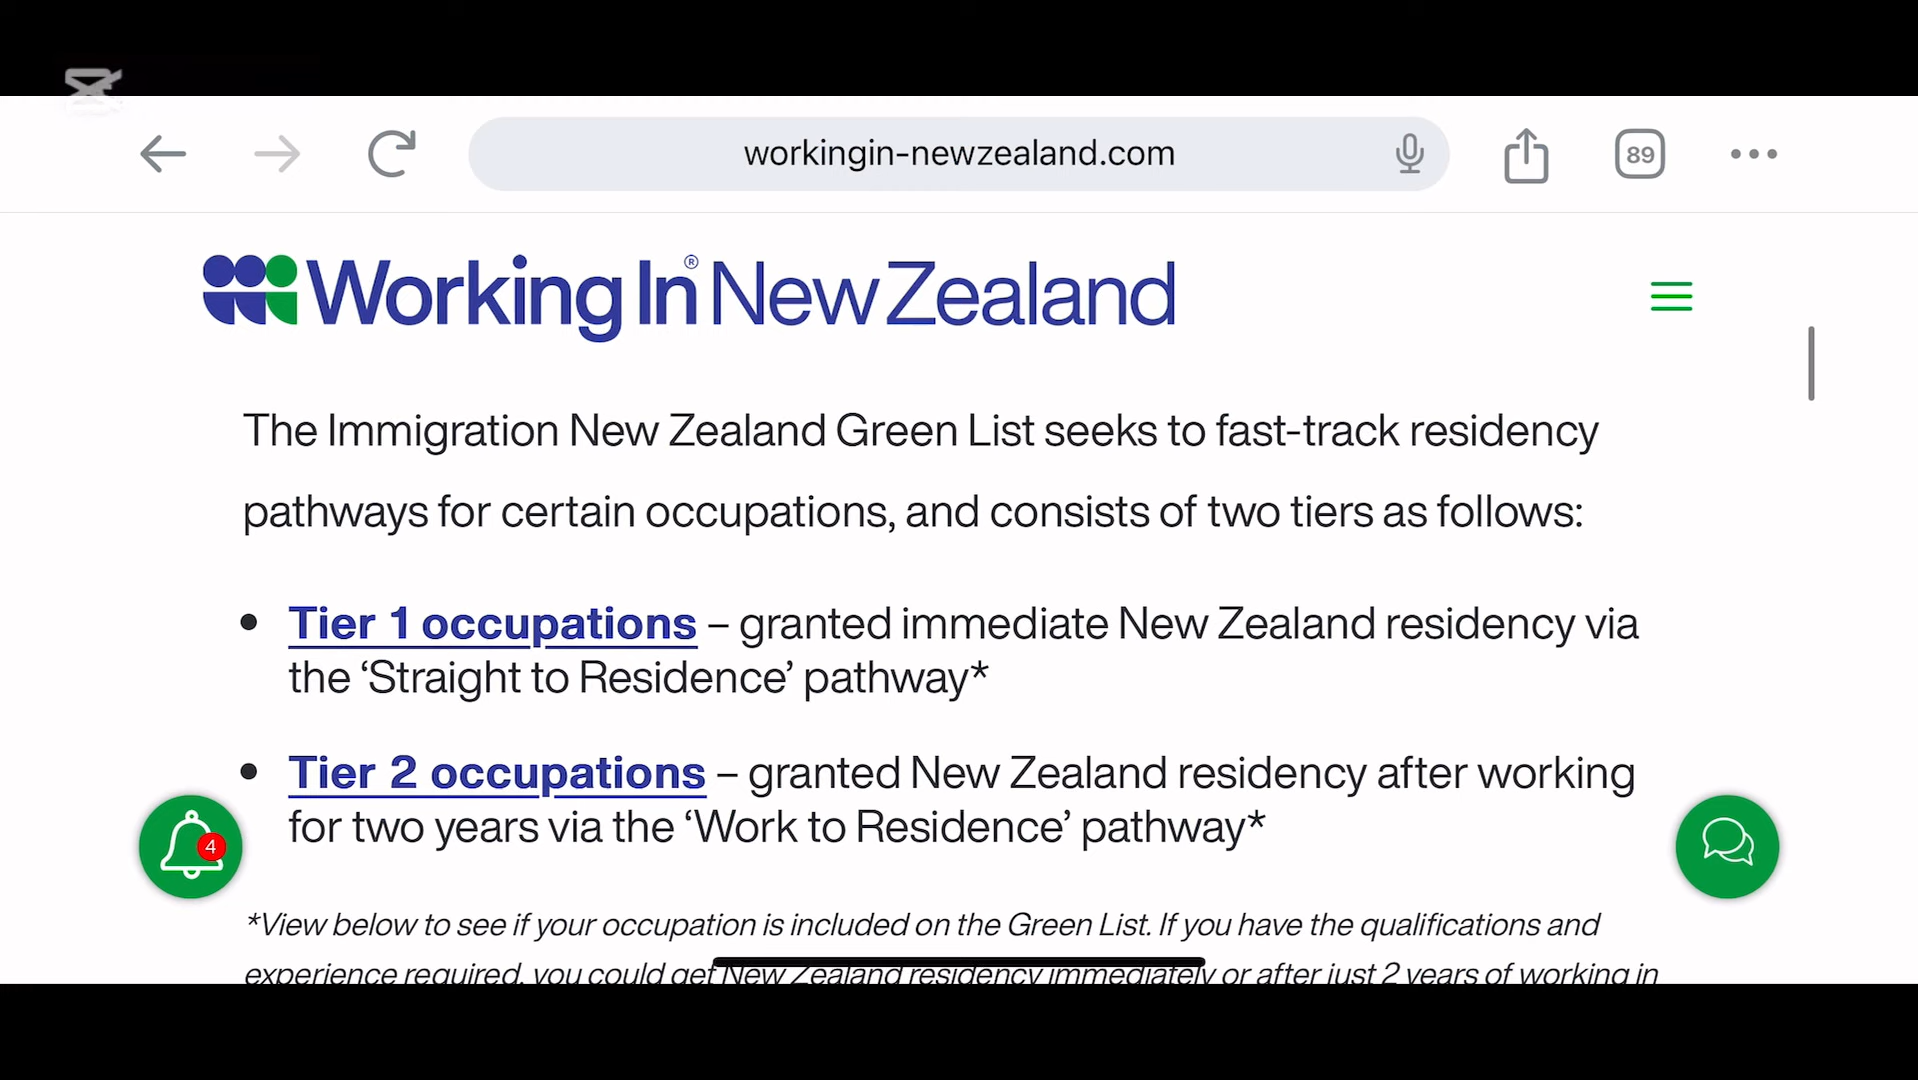 workingin-newzealand.com
89
Working In® New Zealand
The Immigration New Zealand Green List seeks to fast-track residency
pathways for certain occupations, and consists of two tiers as follows:
• Tier 1 occupations – granted immediate New Zealand residency via
the ‘Straight to Residence’ pathway*
• Tier 2 occupations – granted New Zealand residency after working
for two years via the ‘Work to Residence’ pathway*
4
*View below to see if your occupation is included on the Green List. If you have the qualifications and
experience required, you could get New Zealand residency immediately or after just 2 years of working in